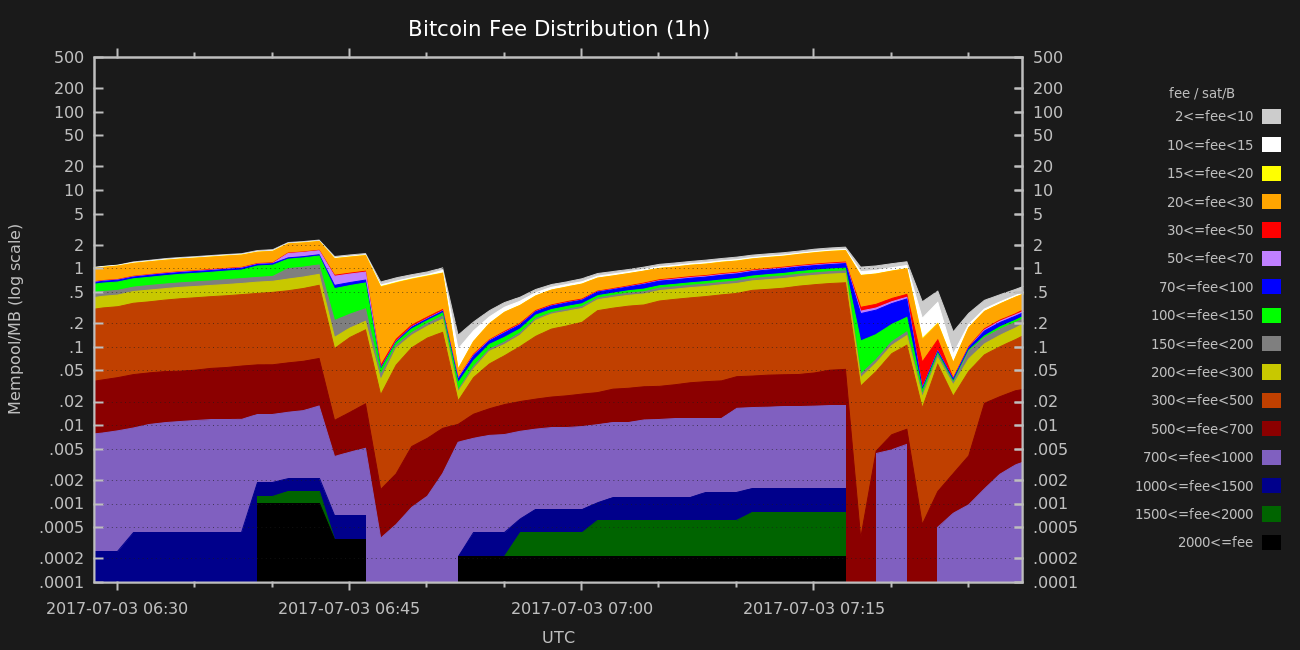 Bitcoin Fee Distribution (1h)
Mempool/MB (log scale)
500
200
100
50
20
10
5
2
1
.5
.2
.1
.05
.02
.01
.005
.002
.001
.0005
.0002
.0001
500
200
100
50
20
10
5
2
1
.5
.2
.1
.05
.02
.01
.005
.002
.001
.0005
.0002
.0001
2017-07-03 06:30
2017-07-03 06:45
2017-07-03 07:00
2017-07-03 07:15
UTC
fee / sat/B
2<=fee<10
10<=fee<15
15<=fee<20
20<=fee<30
30<=fee<50
50<=fee<70
70<=fee<100
100<=fee<150
150<=fee<200
200<=fee<300
300<=fee<500
500<=fee<700
700<=fee<1000
1000<=fee<1500
1500<=fee<2000
2000<=fee